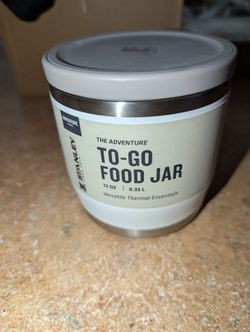 THE ADVENTURE
TO-GO
FOOD JAR
12 OZ | 0.35 L
Versatile Thermal Essentials
STANLEY